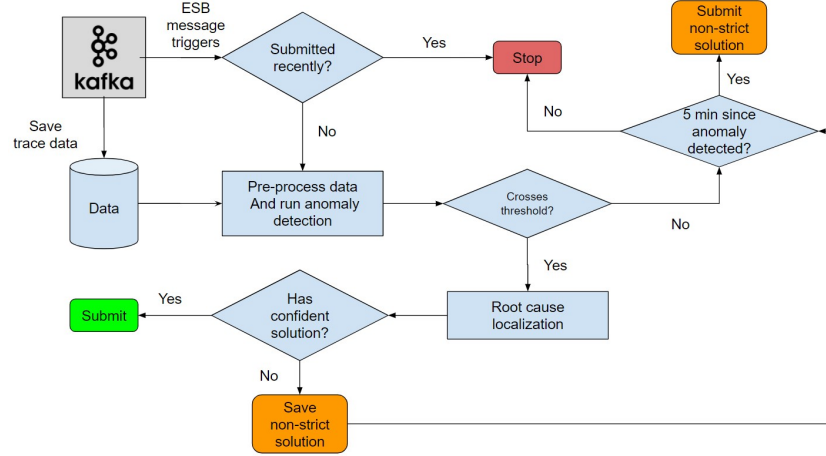 ESB
message
triggers
kafka
Submitted
recently?
Yes
Stop
Submit
non-strict
solution
Yes
No
5 min since
anomaly
detected?
Save
trace data
No
Data
Pre-process data
And run anomaly
detection
Crosses
threshold?
No
Yes
Root cause
localization
Has
confident
solution?
Yes
Submit
No
Save
non-strict
solution